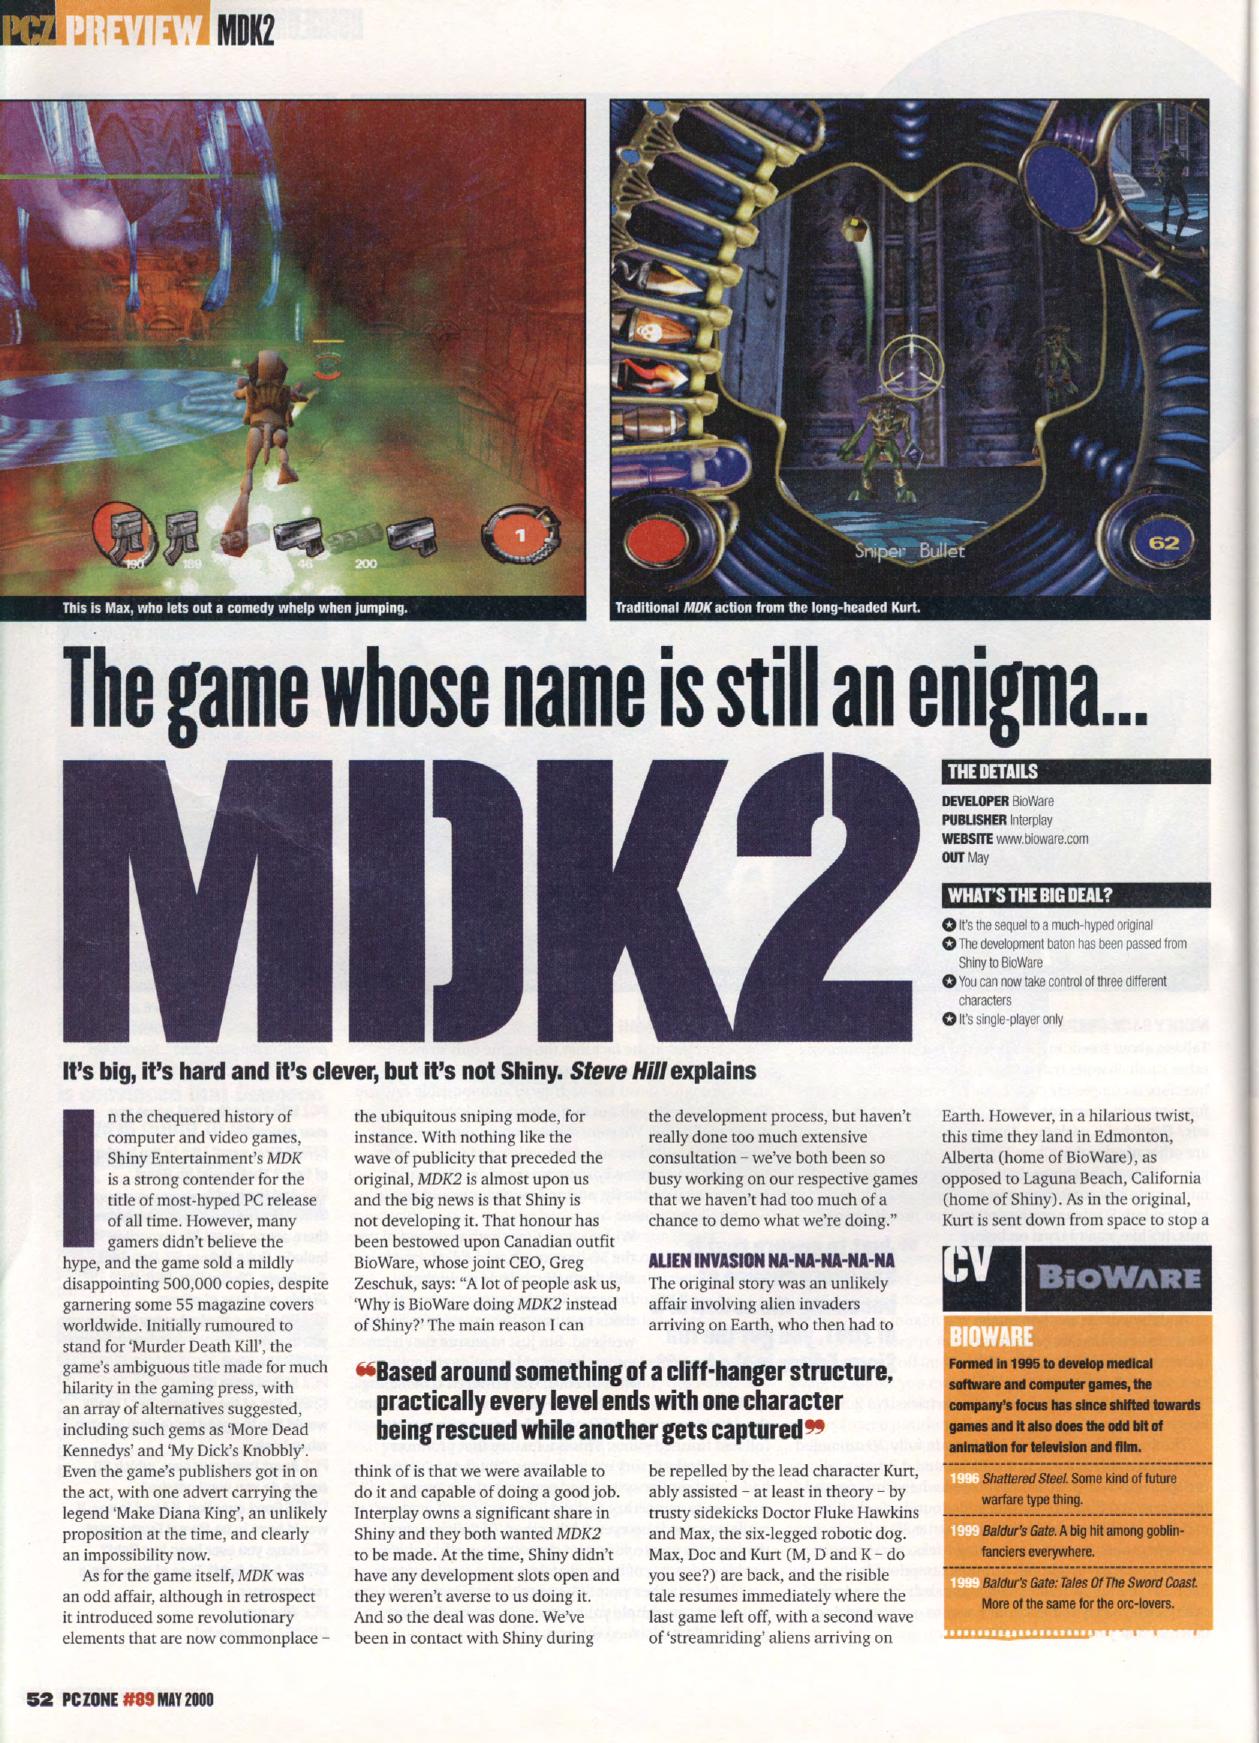 PCZ PREVIEW MDK2
190
189
46
200
1
This is Max, who lets out a comedy whelp when jumping.
Sniper Bullet
62
Traditional MDK action from the long-headed Kurt.
The game whose name is still an enigma...
MDK2
It's big, it's hard and it's clever, but it's not Shiny. Steve Hill explains
THE DETAILS
DEVELOPER BioWare
PUBLISHER Interplay
WEBSITE www.bioware.com
OUT May
WHAT'S THE BIG DEAL?
It's the sequel to a much-hyped original
The development baton has been passed from
Shiny to BioWare
You can now take control of three different
characters
It's single-player only
In the chequered history of
computer and video games,
Shiny Entertainment's MDK
is a strong contender for the
title of most-hyped PC release
of all time. However, many
gamers didn't believe the
hype, and the game sold a mildly
disappointing 500,000 copies, despite
garnering some 55 magazine covers
worldwide. Initially rumoured to
stand for 'Murder Death Kill', the
game's ambiguous title made for much
hilarity in the gaming press, with
an array of alternatives suggested,
including such gems as 'More Dead
Kennedys' and 'My Dick's Knobbly'.
Even the game's publishers got in on
the act, with one advert carrying the
legend 'Make Diana King', an unlikely
proposition at the time, and clearly
an impossibility now.
As for the game itself, MDK was
an odd affair, although in retrospect
it introduced some revolutionary
elements that are now commonplace –
the ubiquitous sniping mode, for
instance. With nothing like the
wave of publicity that preceded the
original, MDK2 is almost upon us
and the big news is that Shiny is
not developing it. That honour has
been bestowed upon Canadian outfit
BioWare, whose joint CEO, Greg
Zeschuk, says: "A lot of people ask us,
'Why is BioWare doing MDK2 instead
of Shiny?' The main reason I can
think of is that we were available to
do it and capable of doing a good job.
Interplay owns a significant share in
Shiny and they both wanted MDK2
to be made. At the time, Shiny didn't
have any development slots open and
they weren't averse to us doing it.
And so the deal was done. We've
been in contact with Shiny during
the development process, but haven't
really done too much extensive
consultation – we've both been so
busy working on our respective games
that we haven't had too much of a
chance to demo what we're doing."
ALIEN INVASION NA-NA-NA-NA-NA
The original story was an unlikely
affair involving alien invaders
arriving on Earth, who then had to
"Based around something of a cliff-hanger structure,
practically every level ends with one character
being rescued while another gets captured"
be repelled by the lead character Kurt,
ably assisted – at least in theory – by
trusty sidekicks Doctor Fluke Hawkins
and Max, the six-legged robotic dog.
Max, Doc and Kurt (M, D and K – do
you see?) are back, and the risible
tale resumes immediately where the
last game left off, with a second wave
of 'streamriding' aliens arriving on
Earth. However, in a hilarious twist,
this time they land in Edmonton,
Alberta (home of BioWare), as
opposed to Laguna Beach, California
(home of Shiny). As in the original,
Kurt is sent down from space to stop a
CV BIOWARE
BIOWARE
Formed in 1995 to develop medical
software and computer games, the
company's focus has since shifted towards
games and it also does the odd bit of
animation for television and film.
1996 Shattered Steel. Some kind of future
warfare type thing.
1999 Baldur's Gate. A big hit among goblin-
fanciers everywhere.
1999 Baldur's Gate: Tales Of The Sword Coast.
More of the same for the orc-lovers.
52 PC ZONE #89 MAY 2000